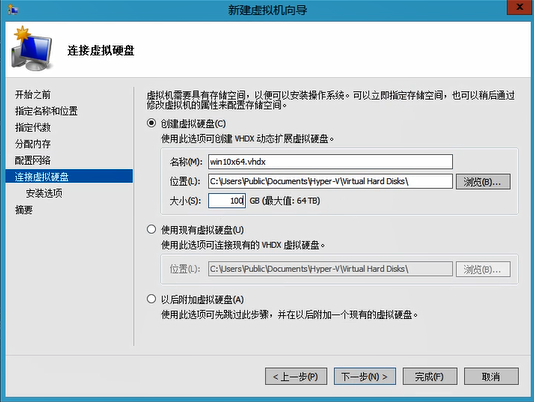 新建虚拟机向导
x
连接虚拟硬盘
开始之前
指定名称和位置
指定代数
分配内存
配置网络
连接虚拟硬盘
安装选项
摘要
虚拟机需要具有存储空间，以便可以安装操作系统。可以立即指定存储空间，也可以稍后通过
修改虚拟机的属性来配置存储空间。
创建虚拟硬盘(C)
使用此选项可创建 VHDX 动态扩展虚拟硬盘。
名称(M): win10x64.vhdx
位置(L): C:\Users\Public\Documents\Hyper-V\Virtual Hard Disks\ 浏览(B)...
大小(S): 100 GB (最大值: 64 TB)
使用现有虚拟硬盘(U)
使用此选项可连接现有的 VHDX 虚拟硬盘。
位置(L): C:\Users\Public\Documents\Hyper-V\Virtual Hard Disks\ 浏览(B)...
以后附加虚拟硬盘(A)
使用此选项可先跳过此步骤，并在以后附加一个现有的虚拟硬盘。
< 上一步(P) 下一步(N) > 完成(F) 取消